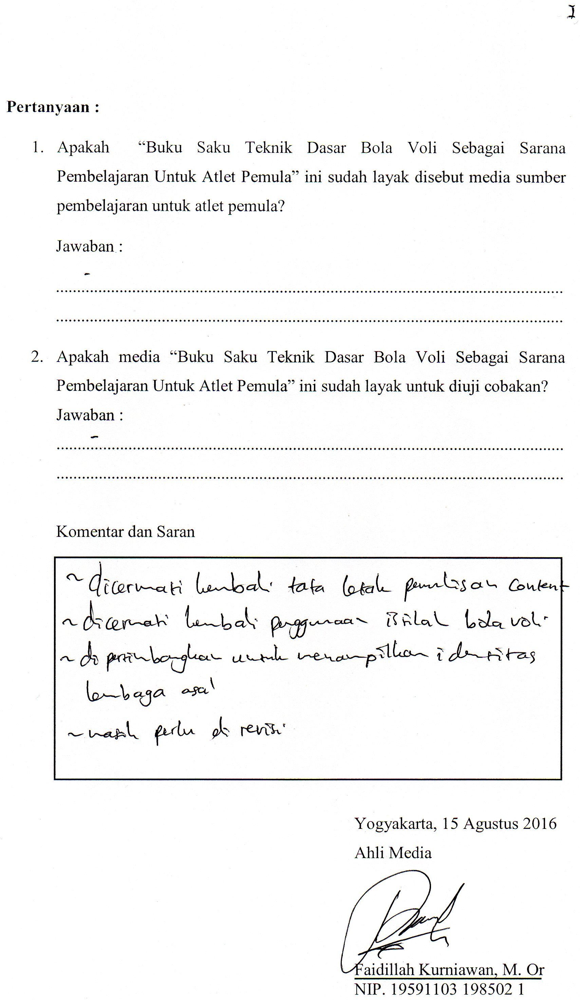 I
Pertanyaan :
1. Apakah “Buku Saku Teknik Dasar Bola Voli Sebagai Sarana
Pembelajaran Untuk Atlet Pemula” ini sudah layak disebut media sumber
pembelajaran untuk atlet pemula?
Jawaban :
-
................................................................
................................................................
2. Apakah media “Buku Saku Teknik Dasar Bola Voli Sebagai Sarana
Pembelajaran Untuk Atlet Pemula” ini sudah layak untuk diuji cobakan?
Jawaban :
-
................................................................
................................................................
Komentar dan Saran
~ dicermati kembali tata letak penulisan content
~ dicermati kembali penggunaan istilah bola voli
~ di pertimbangkan untuk menampilkan identitas
lembaga asal
~ masih perlu di revisi
Yogyakarta, 15 Agustus 2016
Ahli Media
Faidillah Kurniawan, M. Or
NIP. 19591103 198502 1